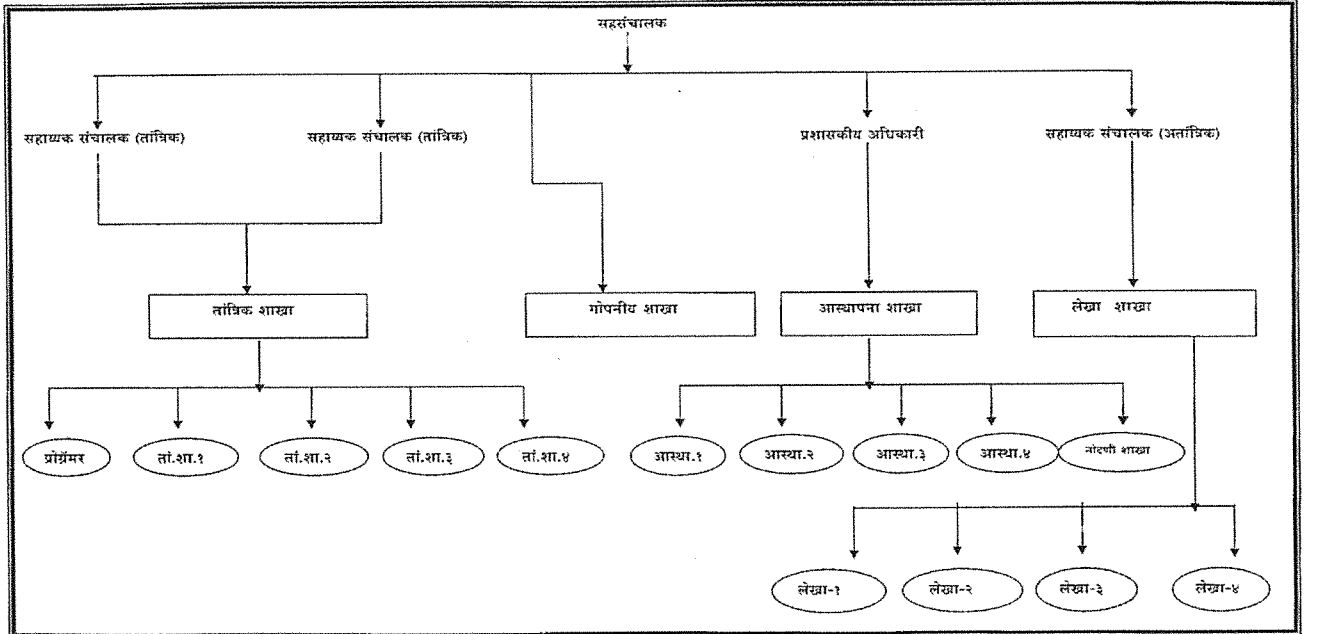 सहसंचालक
सहाय्यक संचालक (तांत्रिक)
सहाय्यक संचालक (तांत्रिक)
प्रशासकीय अधिकारी
सहाय्यक संचालक (अतांत्रिक)
तांत्रिक शाखा
गोपनीय शाखा
आस्थापना शाखा
लेखा शाखा
प्रोग्रॅमर
तां.शा.१
तां.शा.२
तां.शा.३
तां.शा.४
आस्था.१
आस्था.२
आस्था.३
आस्था.४
नोंदणी शाखा
लेखा-१
लेखा-२
लेखा-३
लेखा-४